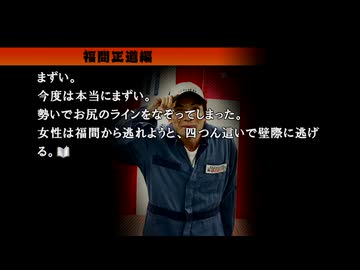 福間正道編
まずい。
今度は本当にまずい。
勢いでお尻のラインをなぞってしまった。
女性は福間から逃れようと、四つん這いで壁際に逃げ
る。